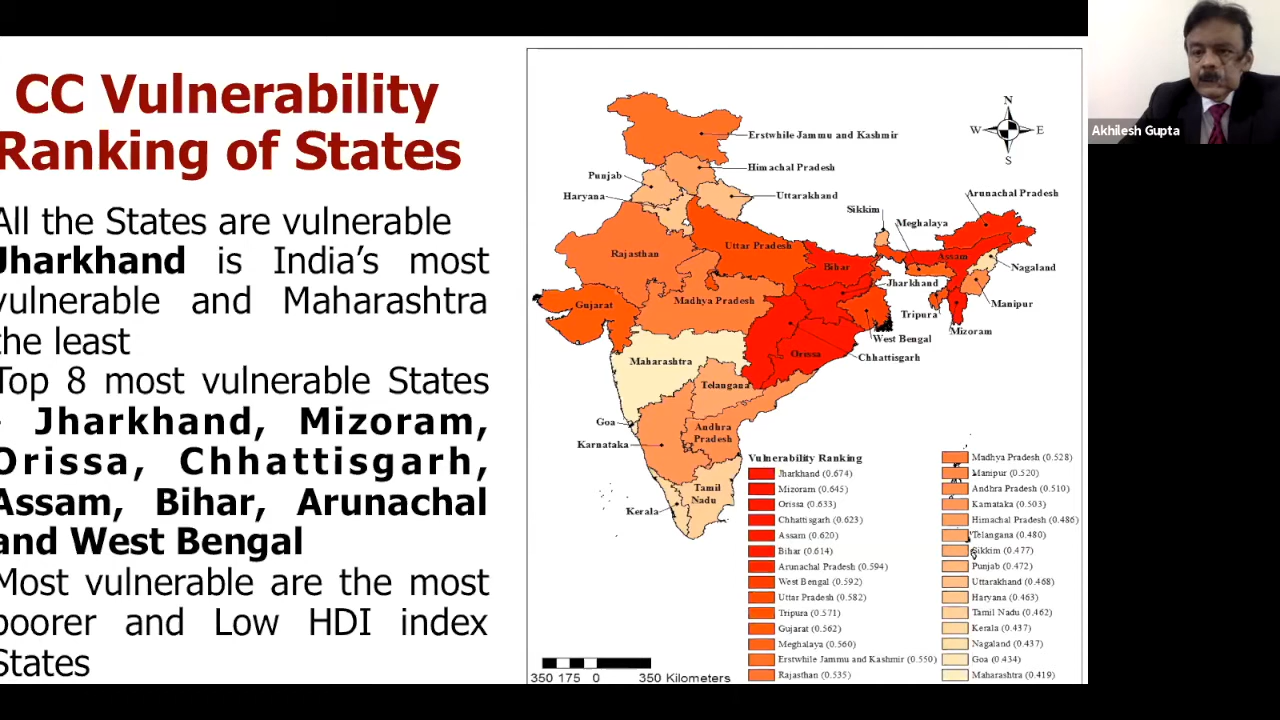 CC Vulnerability
Ranking of States
All the States are vulnerable
Jharkhand is India's most
vulnerable and Maharashtra
the least
Top 8 most vulnerable States
- Jharkhand, Mizoram,
Orissa, Chhattisgarh,
Assam, Bihar, Arunachal
and West Bengal
Most vulnerable are the most
poorer and Low HDI index
States
N
W E
S
Erstwhile Jammu and Kashmir
Himachal Pradesh
Punjab
Haryana
Uttarakhand
Arunachal Pradesh
Sikkim
Meghalaya
Rajasthan
Uttar Pradesh
Assam
Bihar
Nagaland
Jharkhand
Gujarat
Madhya Pradesh
Manipur
Tripura
Mizoram
West Bengal
Chhattisgarh
Orissa
Maharashtra
Telangana
Goa
Karnataka
Andhra
Pradesh
Tamil
Nadu
Kerala
Vulnerability Ranking
Jharkhand (0.674)
Mizoram (0.645)
Orissa (0.633)
Chhattisgarh (0.623)
Assam (0.620)
Bihar (0.614)
Arunachal Pradesh (0.594)
West Bengal (0.592)
Uttar Pradesh (0.582)
Tripura (0.571)
Gujarat (0.562)
Meghalaya (0.560)
Erstwhile Jammu and Kashmir (0.550)
Rajasthan (0.535)
Madhya Pradesh (0.528)
Manipur (0.520)
Andhra Pradesh (0.510)
Karnataka (0.503)
Himachal Pradesh (0.486)
Telangana (0.480)
Sikkim (0.477)
Punjab (0.472)
Uttarakhand (0.468)
Haryana (0.463)
Tamil Nadu (0.462)
Kerala (0.437)
Nagaland (0.437)
Goa (0.434)
Maharashtra (0.419)
350 175 0 350 Kilometers
Akhilesh Gupta